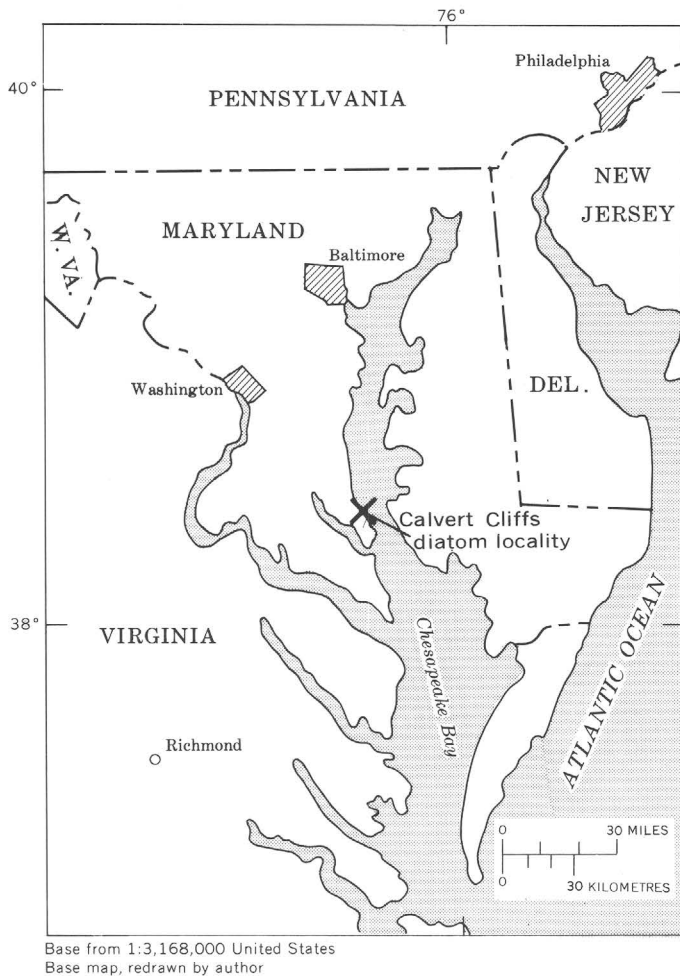 76°
Philadelphia
40°
PENNSYLVANIA
NEW
JERSEY
W. VA.
MARYLAND
Baltimore
Washington
DEL.
Calvert Cliffs
diatom locality
38°
VIRGINIA
Chesapeake Bay
ATLANTIC OCEAN
Richmond
0 30 MILES
0 30 KILOMETRES
Base from 1:3,168,000 United States
Base map, redrawn by author